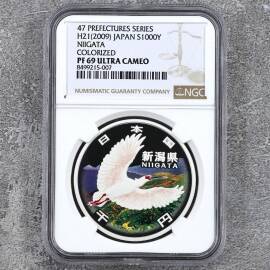 47 PREFECTURES SERIES
H21(2009) JAPAN S1000Y
NIIGATA
COLORIZED
PF 69 ULTRA CAMEO
8499215-007
NUMISMATIC GUARANTY COMPANY
NGC
日本国
新潟県
NIIGATA
千円